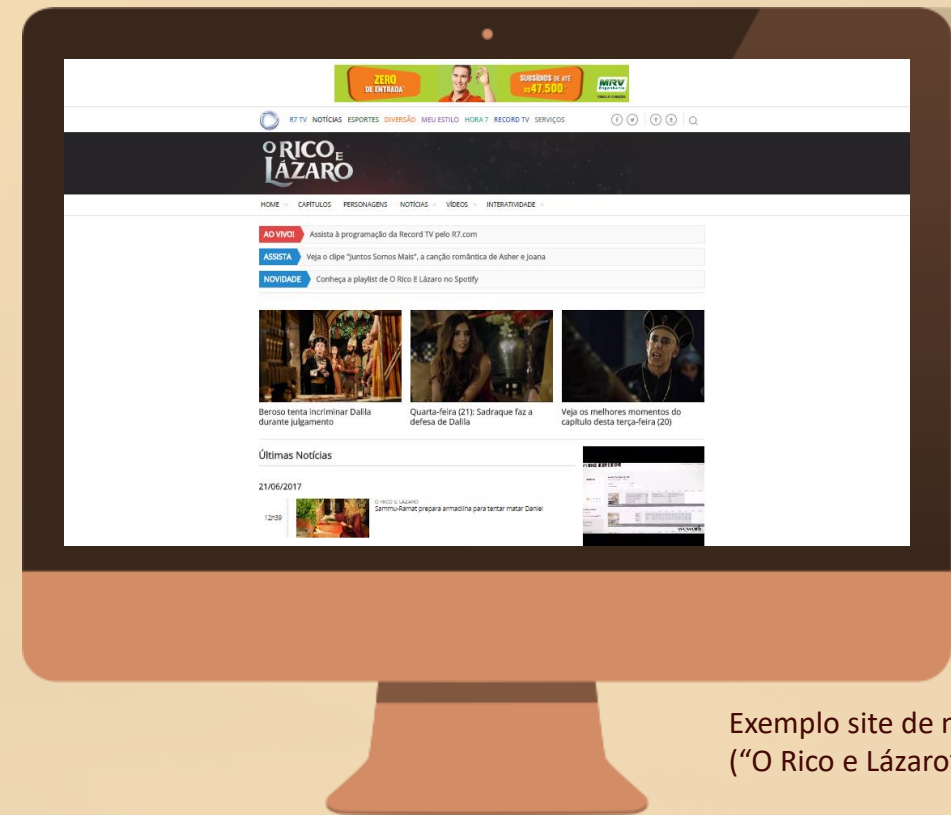 ZERO
DE ENTRADA*
SUBSÍDIOS DE ATÉ
R$47.500*
MRV
Engenharia
R7 TV NOTÍCIAS ESPORTES DIVERSÃO MEU ESTILO HORA 7 RECORD TV SERVIÇOS
O RICO E
LÁZARO
HOME CAPÍTULOS PERSONAGENS NOTÍCIAS VÍDEOS INTERATIVIDADE
AO VIVO! Assista à programação da Record TV pelo R7.com
ASSISTA Veja o clipe "Juntos Somos Mais", a canção romântica de Asher e Joana
NOVIDADE Conheça a playlist de O Rico E Lázaro no Spotify
Beroso tenta incriminar Dalila
durante julgamento
Quarta-feira (21): Sadraque faz a
defesa de Dalila
Veja os melhores momentos do
capítulo desta terça-feira (20)
Últimas Notícias
21/06/2017
12h39
O RICO E LÁZARO
Sammu-Ramat prepara armadilha para tentar matar Daniel
wework
Exemplo site de
("O Rico e Lázaro